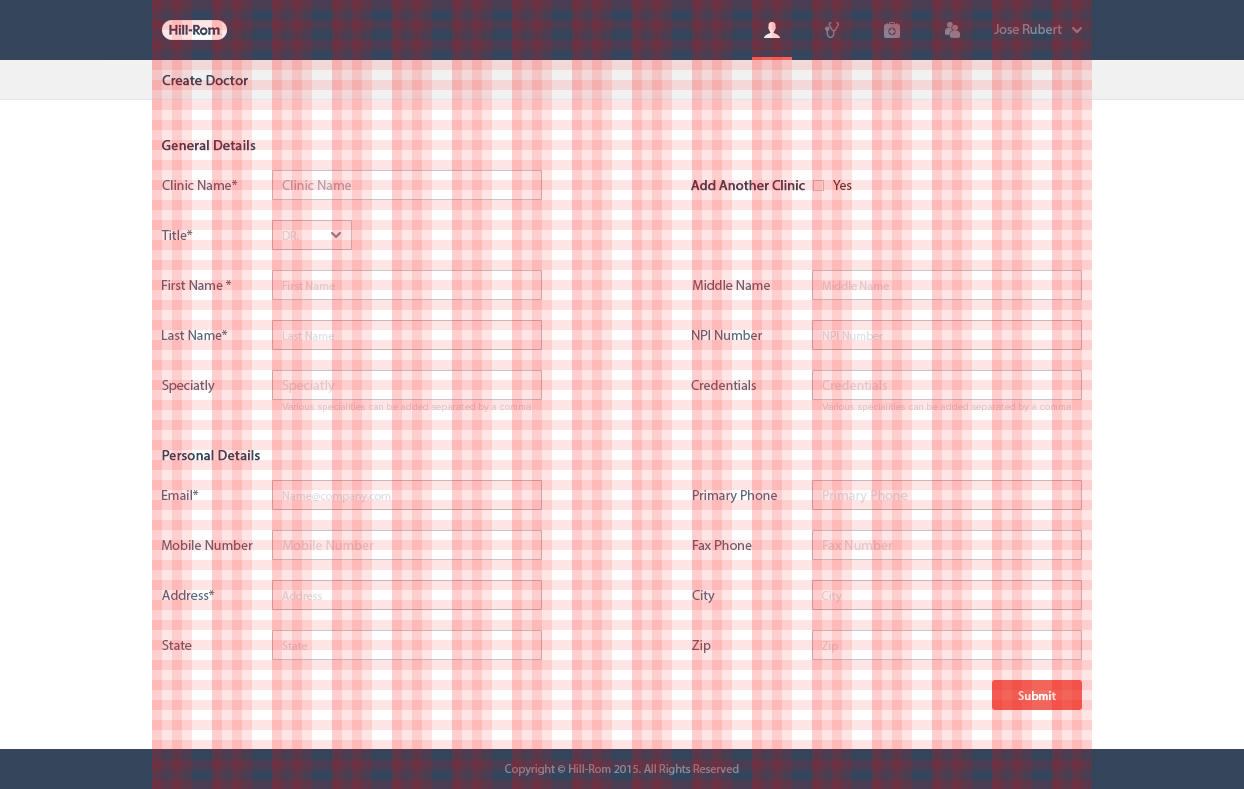 Hill-Rom
Jose Rubert
Create Doctor
General Details
Clinic Name* Clinic Name Add Another Clinic Yes
Title* DR.
First Name * First Name Middle Name Middle Name
Last Name* Last Name NPI Number NPI Number
Speciatly Speciatly Credentials Credentials
Various specialities can be added separated by a comma Various specialities can be added separated by a comma
Personal Details
Email* Name@company.com Primary Phone Primary Phone
Mobile Number Mobile Number Fax Phone Fax Number
Address* Address City City
State State Zip Zip
Submit
Copyright © Hill-Rom 2015. All Rights Reserved